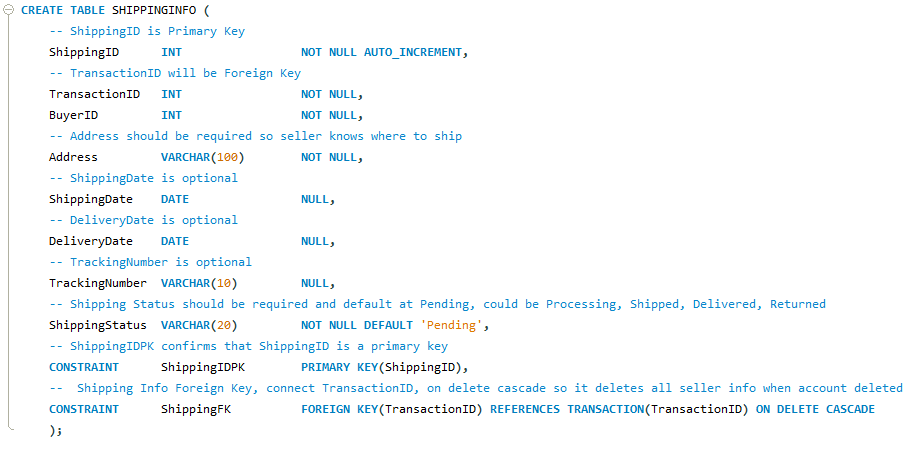 CREATE TABLE SHIPPINGINFO (
-- ShippingID is Primary Key
ShippingID INT NOT NULL AUTO_INCREMENT,
-- TransactionID will be Foreign Key
TransactionID INT NOT NULL,
BuyerID INT NOT NULL,
-- Address should be required so seller knows where to ship
Address VARCHAR(100) NOT NULL,
-- ShippingDate is optional
ShippingDate DATE NULL,
-- DeliveryDate is optional
DeliveryDate DATE NULL,
-- TrackingNumber is optional
TrackingNumber VARCHAR(10) NULL,
-- Shipping Status should be required and default at Pending, could be Processing, Shipped, Delivered, Returned
ShippingStatus VARCHAR(20) NOT NULL DEFAULT 'Pending',
-- ShippingIDPK confirms that ShippingID is a primary key
CONSTRAINT ShippingIDPK PRIMARY KEY(ShippingID),
-- Shipping Info Foreign Key, connect TransactionID, on delete cascade so it deletes all seller info when account deleted
CONSTRAINT ShippingFK FOREIGN KEY(TransactionID) REFERENCES TRANSACTION(TransactionID) ON DELETE CASCADE
);